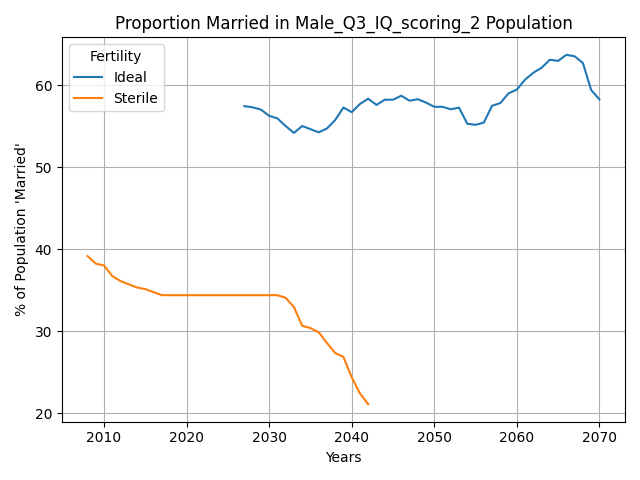 Proportion Married in Male_Q3_IQ_scoring_2 Population
Fertility
Ideal
Sterile
% of Population 'Married'
60
50
40
30
20
2010 2020 2030 2040 2050 2060 2070
Years